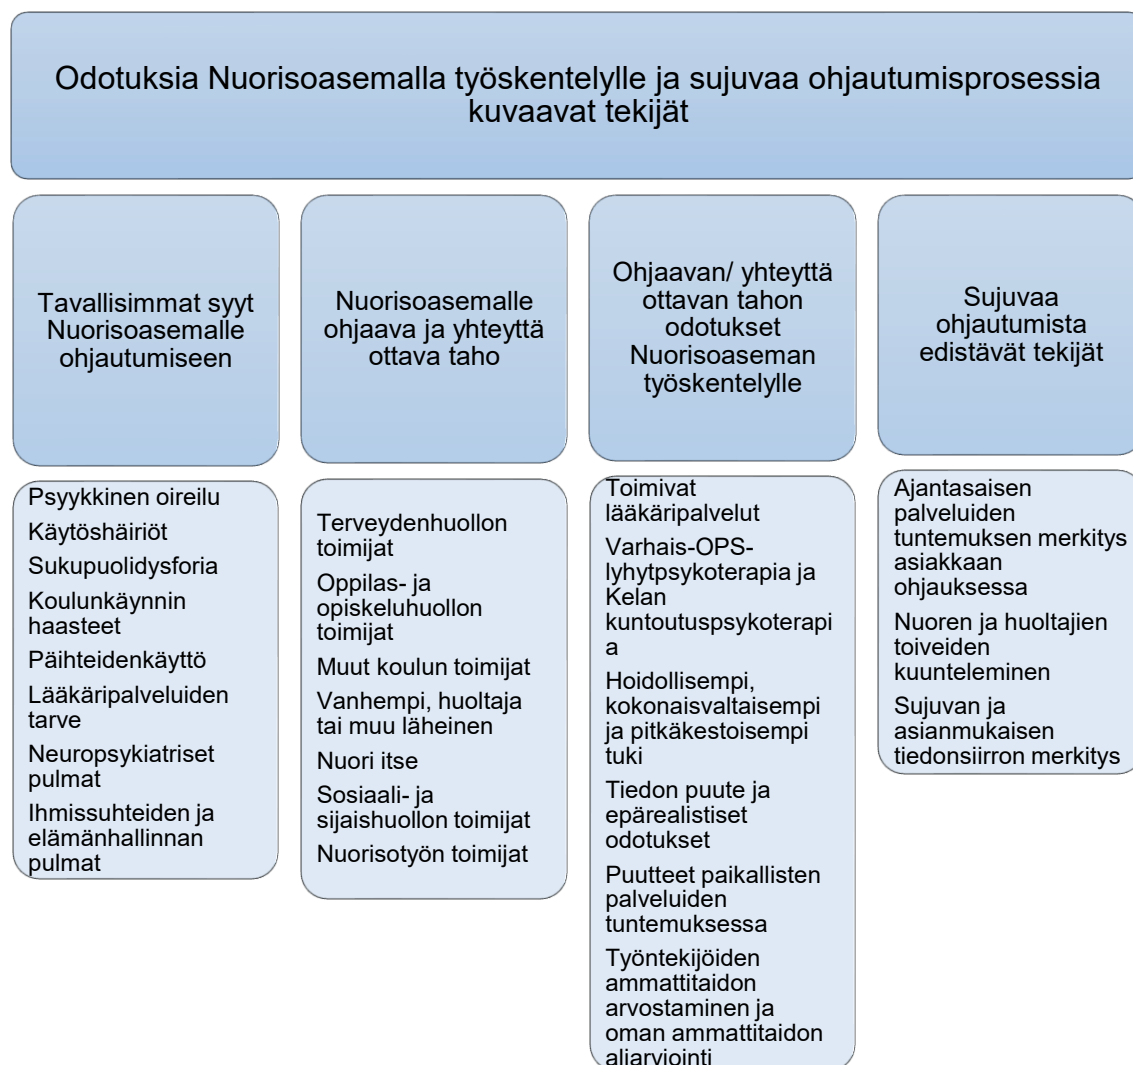 Odotuksia Nuorisoasemalla työskentelylle ja sujuvaa ohjautumisprosessia
kuvaavat tekijät
Tavallisimmat syyt
Nuorisoasemalle
ohjautumiseen
Psyykkinen oireilu
Käytöshäiriöt
Sukupuolidysforia
Koulunkäynnin
haasteet
Päihteidenkäyttö
Lääkäripalveluiden
tarve
Neuropsykiatriset
pulmat
Ihmissuhteiden ja
elämänhallinnan
pulmat
Nuorisoasemalle
ohjaava ja yhteyttä
ottava taho
Terveydenhuollon
toimijat
Oppilas- ja
opiskeluhuollon
toimijat
Muut koulun toimijat
Vanhempi, huoltaja
tai muu läheinen
Nuori itse
Sosiaali- ja
sijaishuollon toimijat
Nuorisotyön toimijat
Ohjaavan/ yhteyttä
ottavan tahon
odotukset
Nuorisoaseman
työskentelylle
Toimivat
lääkäripalvelut
Varhais-OPS-
lyhytpsykoterapia ja
Kelan
kuntoutuspsykoterapi
a
Hoidollisempi,
kokonaisvaltaisempi
ja pitkäkestoisempi
tuki
Tiedon puute ja
epärealistiset
odotukset
Puutteet paikallisten
palveluiden
tuntemuksessa
Työntekijöiden
ammattitaidon
arvostaminen ja
oman ammattitaidon
aliarviointi
Sujuvaa
ohjautumista
edistävät tekijät
Ajantasaisen
palveluiden
tuntemuksen merkitys
asiakkaan
ohjauksessa
Nuoren ja huoltajien
toiveiden
kuunteleminen
Sujuvan ja
asianmukaisen
tiedonsiirron merkitys